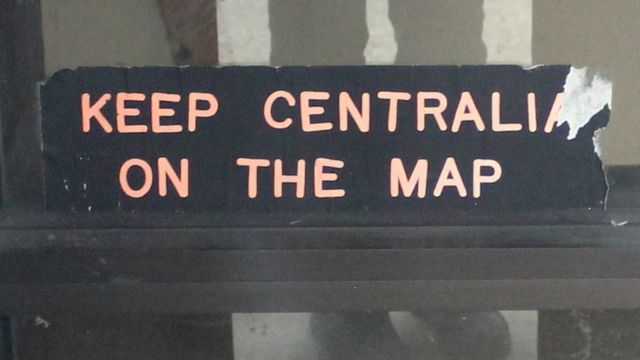 KEEP CENTRALIA
ON THE MAP